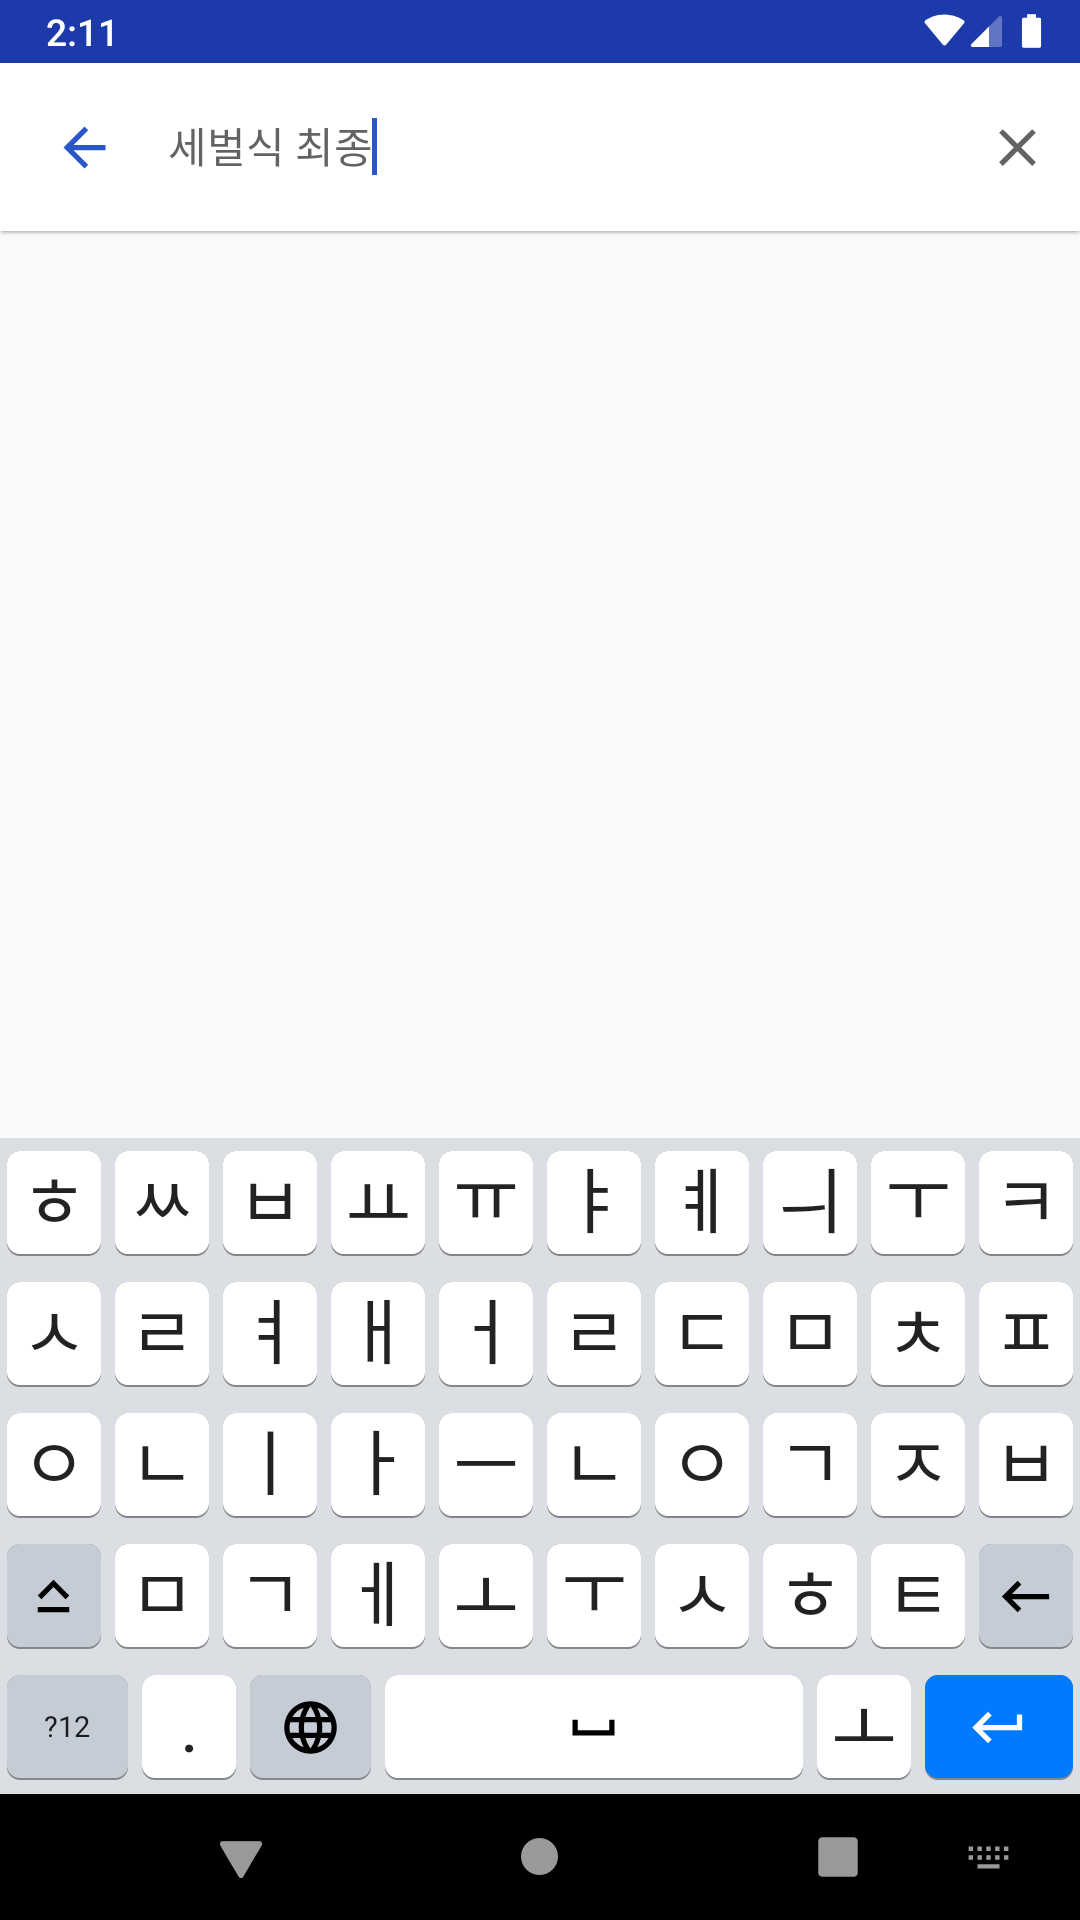 2:11
세벌식 최종
ㅎ ㅆ ㅂ ㅛ ㅠ ㅑ ㅖ ㅢ ㅜ ㅋ
ㅅ ㄹ ㅕ ㅐ ㅓ ㄹ ㄷ ㅁ ㅊ ㅍ
ㅇ ㄴ ㅣ ㅏ ㅡ ㄴ ㅇ ㄱ ㅈ ㅂ
ㅁ ㄱ ㅔ ㅗ ㅜ ㅅ ㅎ ㅌ
?12 . ㅗ